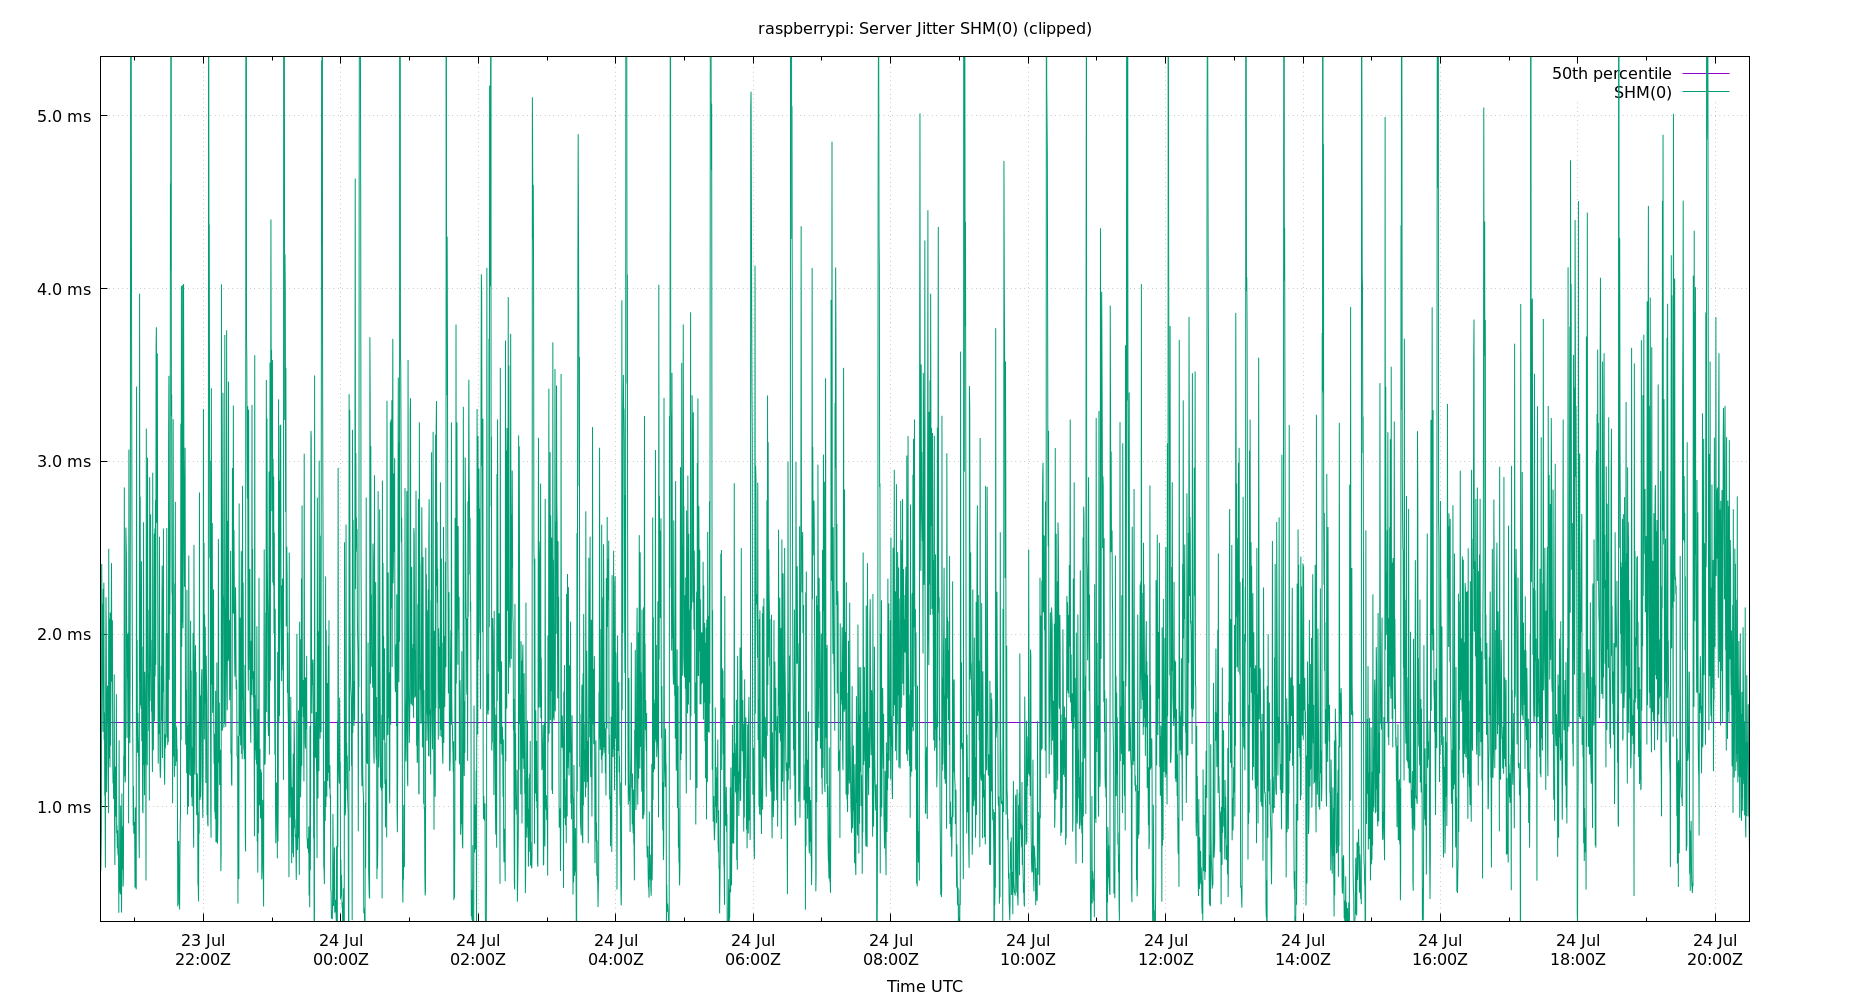 raspberrypi: Server Jitter SHM(0) (clipped)
50th percentile
SHM(0)
5.0 ms
4.0 ms
3.0 ms
2.0 ms
1.0 ms
23 Jul 24 Jul 24 Jul 24 Jul 24 Jul 24 Jul 24 Jul 24 Jul 24 Jul 24 Jul 24 Jul 24 Jul
22:00Z 00:00Z 02:00Z 04:00Z 06:00Z 08:00Z 10:00Z 12:00Z 14:00Z 16:00Z 18:00Z 20:00Z
Time UTC